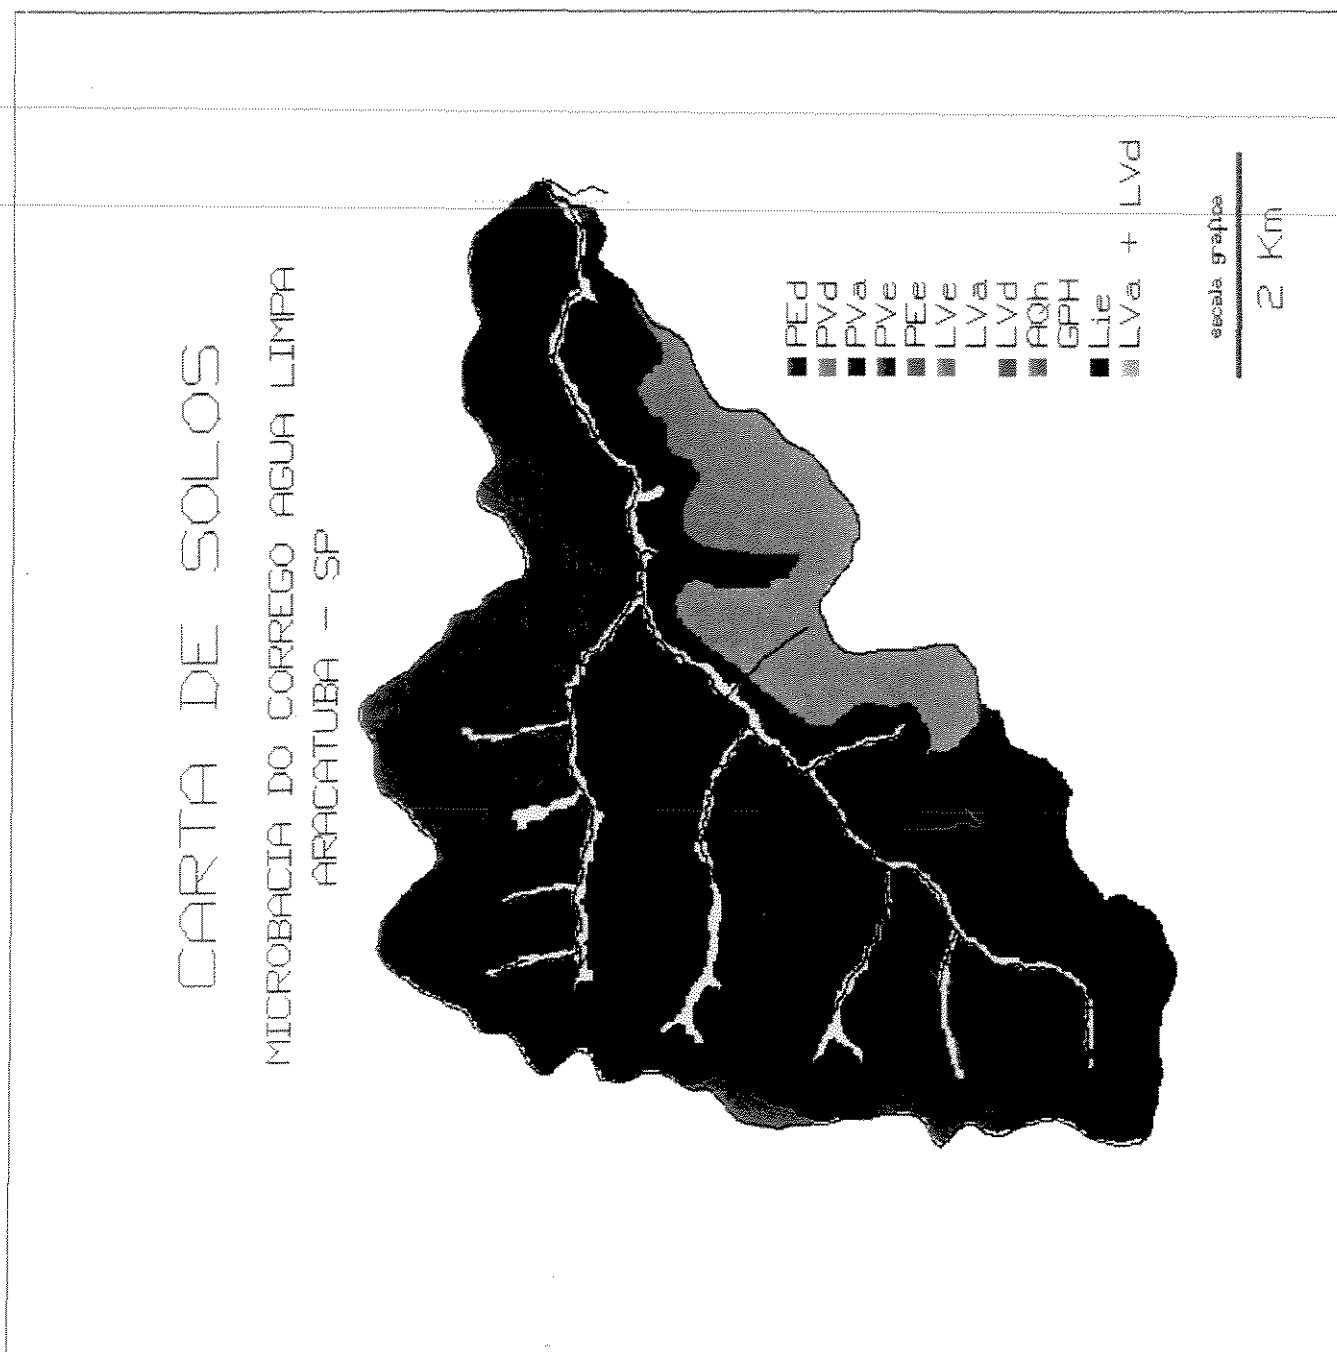 CARTA DE SOLOS
MICROBACIA DO CORREGO AGUA LIMPA
ARACATUBA - SP
PEd
PVd
PVa
PVe
PEe
LVe
LVa
LVd
AQh
GPH
Lie
LVa + LVd
escala grafica
2 Km